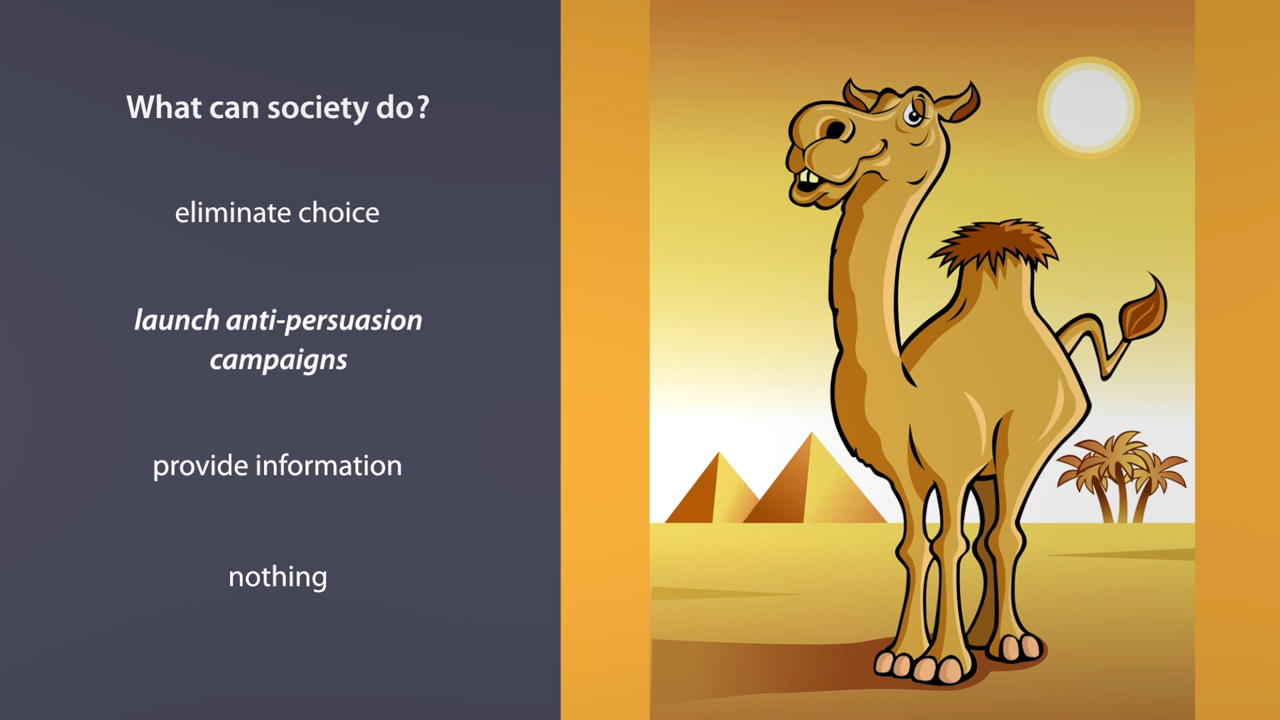 What can society do?
eliminate choice
launch anti-persuasion
campaigns
provide information
nothing